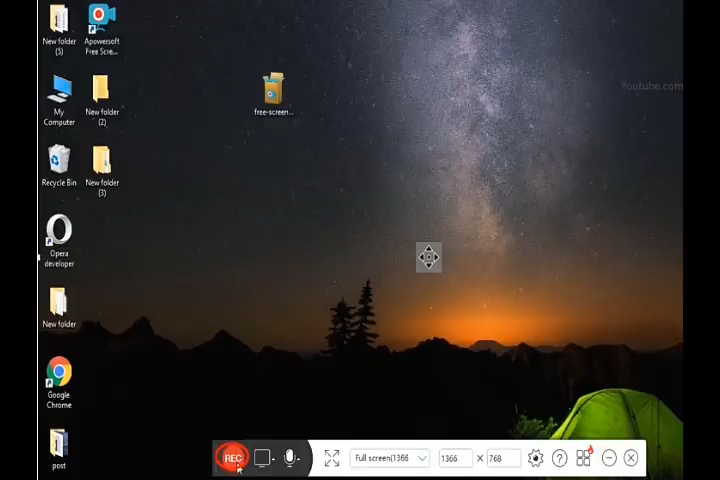 New folder
(5)
Apowersoft
Free Scre...
My
Computer
New folder
(2)
free-screen...
Youtube.com
Recycle Bin
New folder
(3)
Opera
developer
New folder
Google
Chrome
post
REC
Full screen(1366
1366
X
768
?